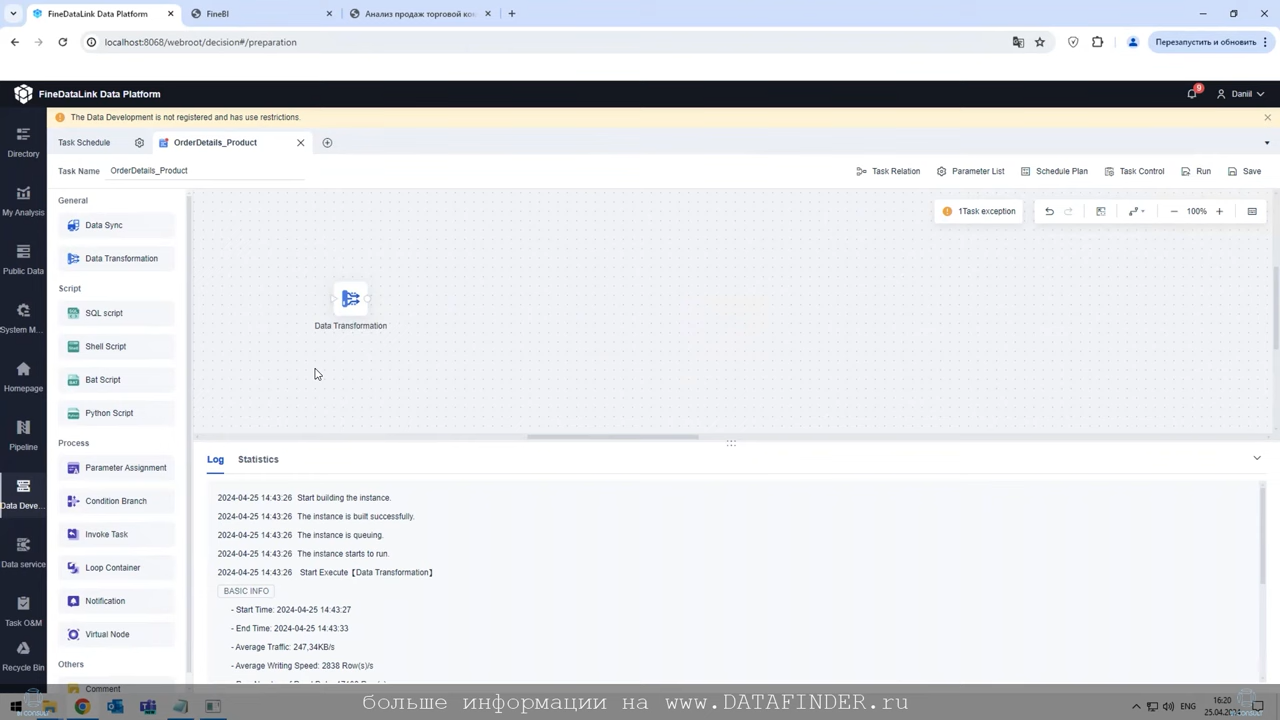 FineDataLink Data Platform
FineBI
Анализ продаж торговой ко
localhost:8068/webroot/decision#/preparation
Перезапустить и обновить
FineDataLink Data Platform
9
Daniil
The Data Development is not registered and has use restrictions.
Directory
My Analysis
Public Data
System M...
Homepage
Pipeline
Data Deve...
Data service
Task O&M
Recycle Bin
Task Schedule
OrderDetails_Product
Task Name
OrderDetails_Product
Task Relation
Parameter List
Schedule Plan
Task Control
Run
Save
General
Data Sync
Data Transformation
Script
SQL script
Shell Script
Bat Script
Python Script
Process
Parameter Assignment
Condition Branch
Invoke Task
Loop Container
Notification
Virtual Node
Others
Comment
1Task exception
100%
Data Transformation
Log
Statistics
2024-04-25 14:43:26 Start building the instance.
2024-04-25 14:43:26 The instance is built successfully.
2024-04-25 14:43:26 The instance is queuing.
2024-04-25 14:43:26 The instance starts to run.
2024-04-25 14:43:26 Start Execute【Data Transformation】
BASIC INFO
- Start Time: 2024-04-25 14:43:27
- End Time: 2024-04-25 14:43:33
- Average Traffic: 247,34KB/s
- Average Writing Speed: 2838 Row(s)/s
больше информации на www.DATAFINDER.ru
ENG
16:20